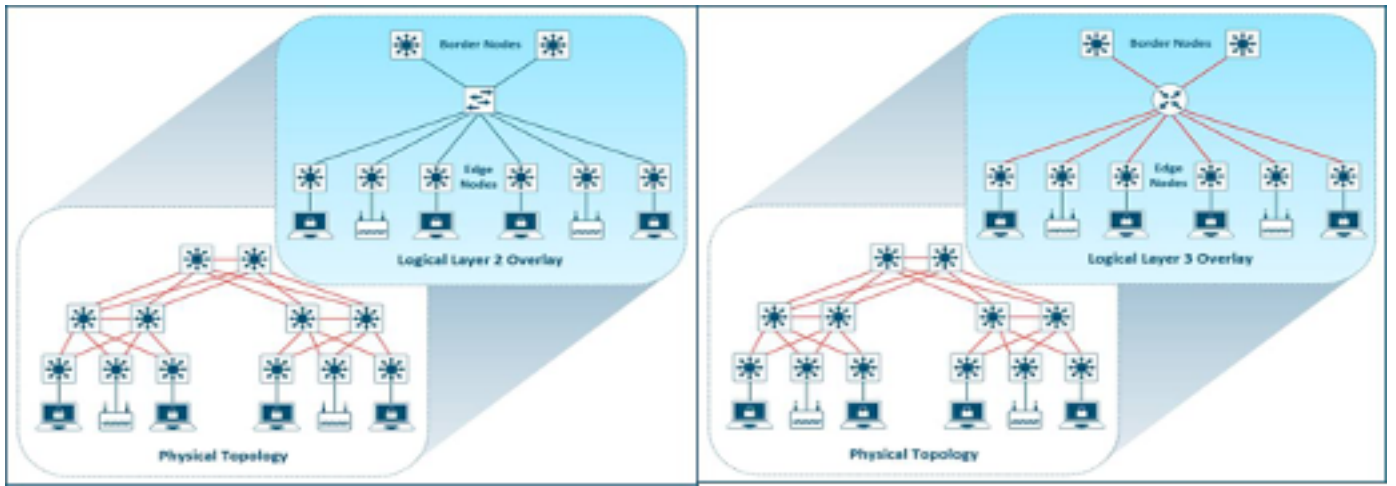 Border Nodes
Edge
Nodes
Logical Layer 2 Overlay
Physical Topology
Border Nodes
Edge
Nodes
Logical Layer 3 Overlay
Physical Topology